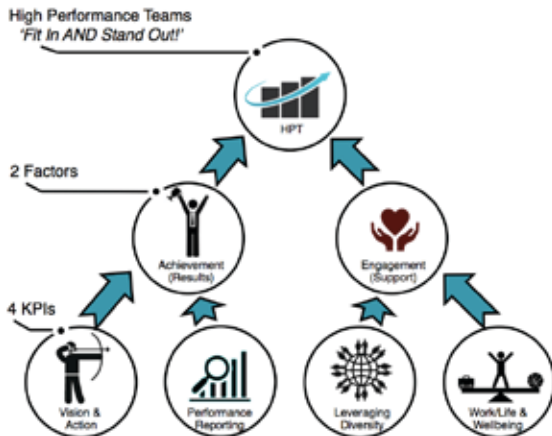 High Performance Teams
'Fit In AND Stand Out!'
HPT
2 Factors
Achievement
(Results)
Engagement
(Support)
4 KPIs
Vision &
Action
Performance
Reporting
Leveraging
Diversity
Work/Life &
Wellbeing